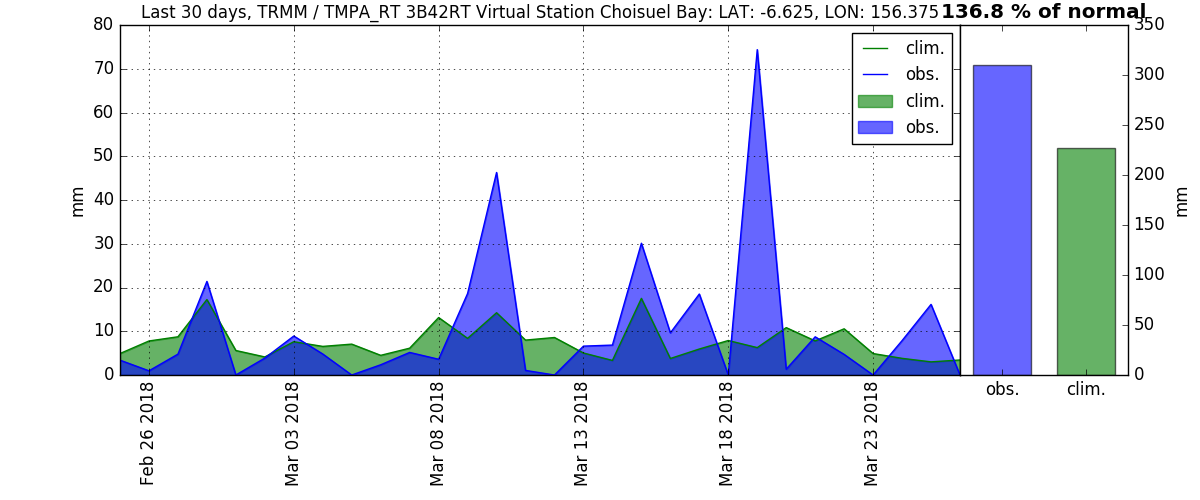 Last 30 days, TRMM / TMPA_RT 3B42RT Virtual Station Choisuel Bay: LAT: -6.625, LON: 156.375 136.8 % of normal
80
70
60
50
40
30
20
10
0
mm
clim.
obs.
clim.
obs.
350
300
250
200
150
100
50
0
mm
obs. clim.
Feb 26 2018
Mar 03 2018
Mar 08 2018
Mar 13 2018
Mar 18 2018
Mar 23 2018